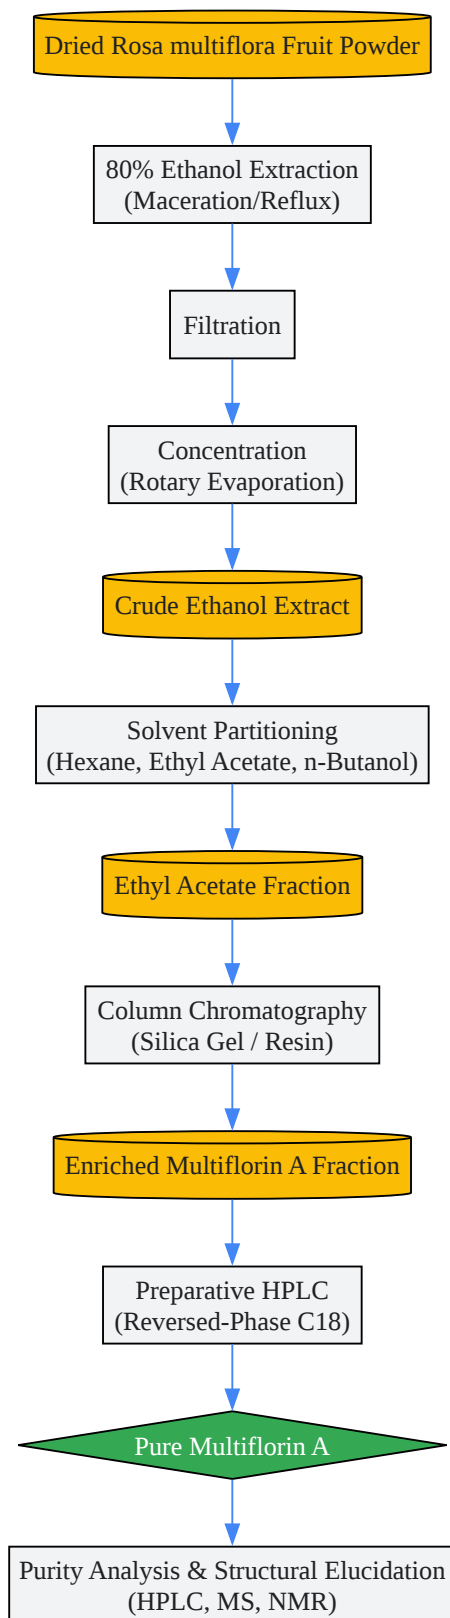 Dried Rosa multiflora Fruit Powder
80% Ethanol Extraction
(Maceration/Reflux)
Filtration
Concentration
(Rotary Evaporation)
Crude Ethanol Extract
Solvent Partitioning
(Hexane, Ethyl Acetate, n-Butanol)
Ethyl Acetate Fraction
Column Chromatography
(Silica Gel / Resin)
Enriched Multiflorin A Fraction
Preparative HPLC
(Reversed-Phase C18)
Pure Multiflorin A
Purity Analysis & Structural Elucidation
(HPLC, MS, NMR)